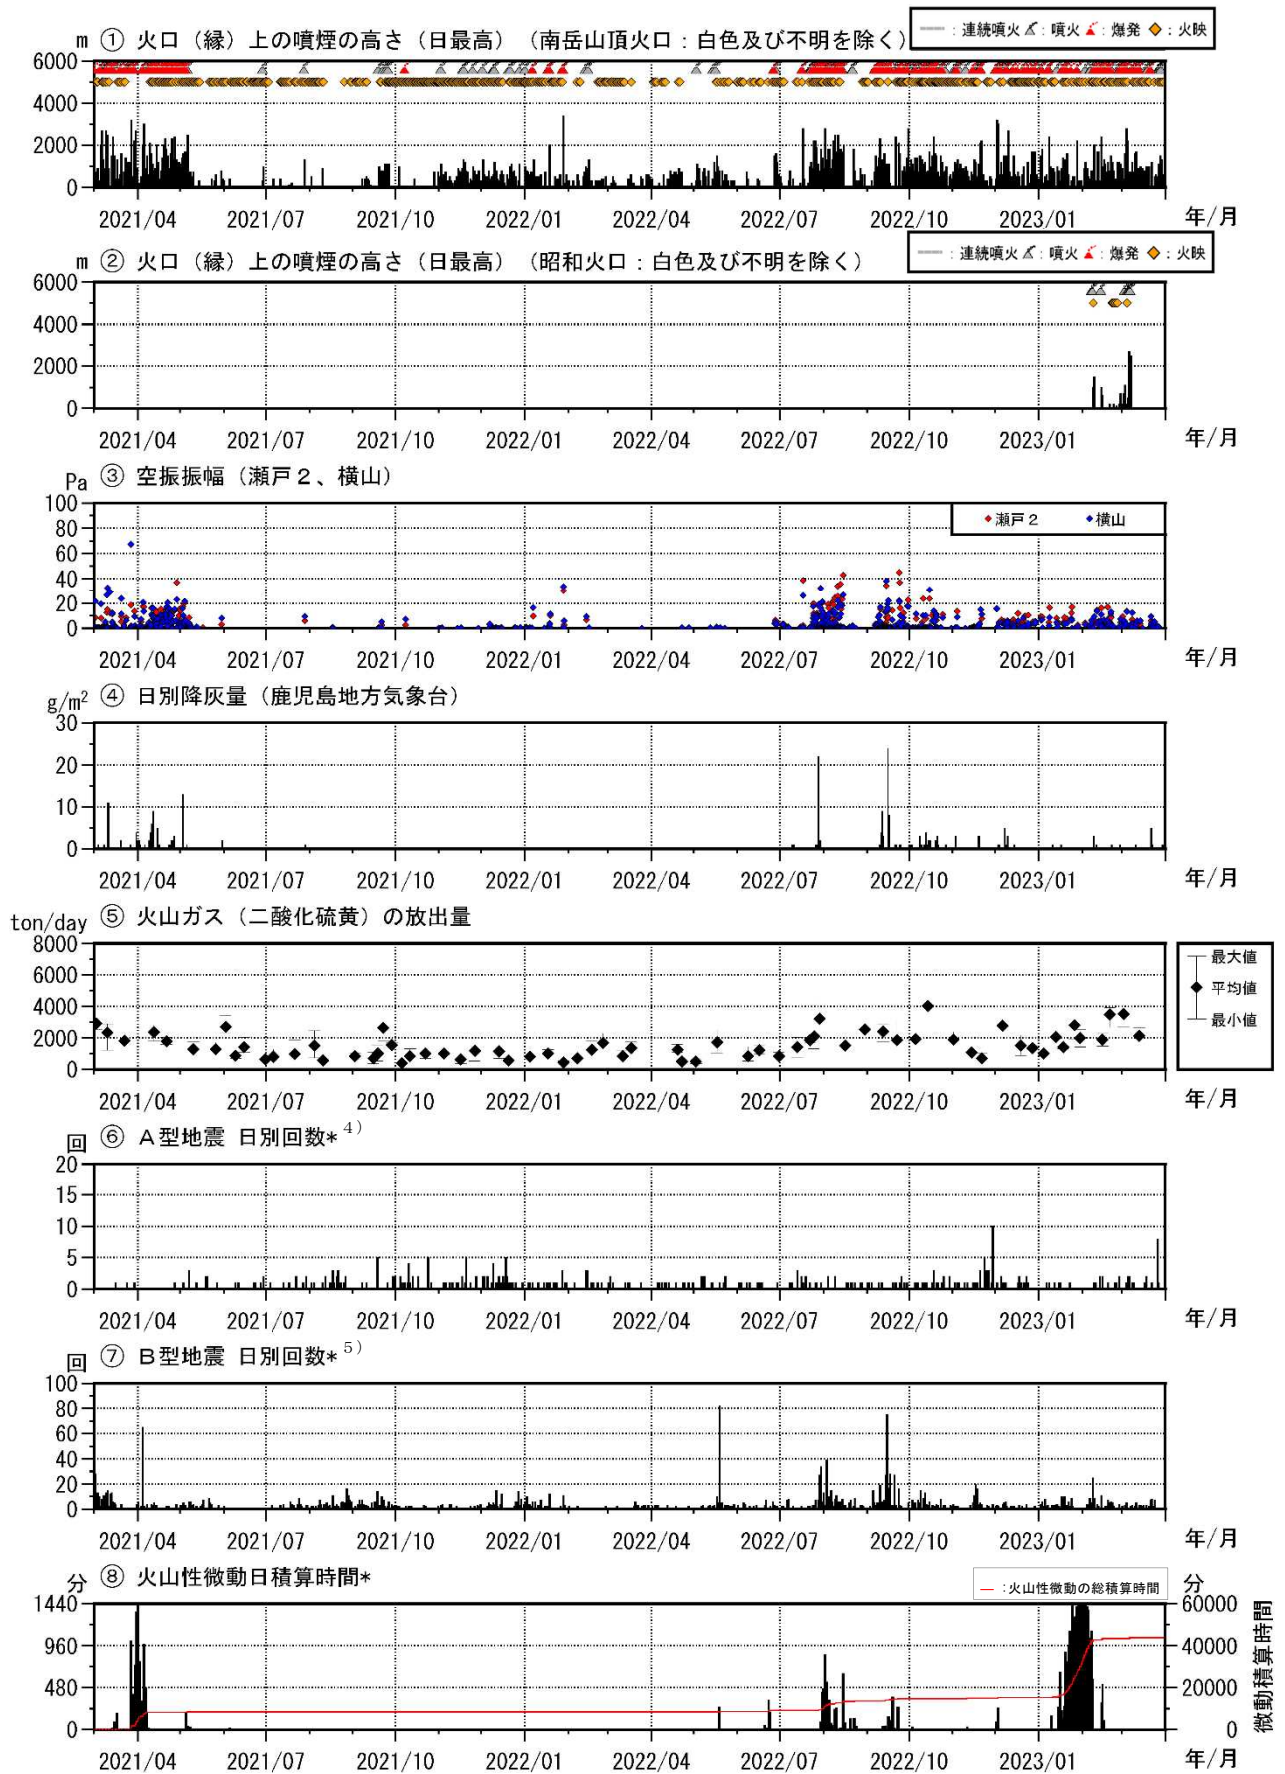 m ① 火口（縁）上の噴煙の高さ（日最高）（南岳山頂火口：白色及び不明を除く）
：連続噴火 ：噴火 ：爆発 ：火映
6000
4000
2000
0
2021/04 2021/07 2021/10 2022/01 2022/04 2022/07 2022/10 2023/01 年/月
m ② 火口（縁）上の噴煙の高さ（日最高）（昭和火口：白色及び不明を除く）
：連続噴火 ：噴火 ：爆発 ：火映
6000
4000
2000
0
2021/04 2021/07 2021/10 2022/01 2022/04 2022/07 2022/10 2023/01 年/月
Pa ③ 空振振幅（瀬戸２、横山）
瀬戸２ 横山
100
80
60
40
20
0
2021/04 2021/07 2021/10 2022/01 2022/04 2022/07 2022/10 2023/01 年/月
g/m² ④ 日別降灰量（鹿児島地方気象台）
30
20
10
0
2021/04 2021/07 2021/10 2022/01 2022/04 2022/07 2022/10 2023/01 年/月
ton/day ⑤ 火山ガス（二酸化硫黄）の放出量
8000
6000
4000
2000
0
最大値
平均値
最小値
2021/04 2021/07 2021/10 2022/01 2022/04 2022/07 2022/10 2023/01 年/月
回 ⑥ Ａ型地震 日別回数*4)
20
15
10
5
0
2021/04 2021/07 2021/10 2022/01 2022/04 2022/07 2022/10 2023/01 年/月
回 ⑦ Ｂ型地震 日別回数*5)
100
80
60
40
20
0
2021/04 2021/07 2021/10 2022/01 2022/04 2022/07 2022/10 2023/01 年/月
分 ⑧ 火山性微動日積算時間*
：火山性微動の総積算時間
分
1440 60000
960 40000
480 20000
0 0
微動積算時間
2021/04 2021/07 2021/10 2022/01 2022/04 2022/07 2022/10 2023/01 年/月